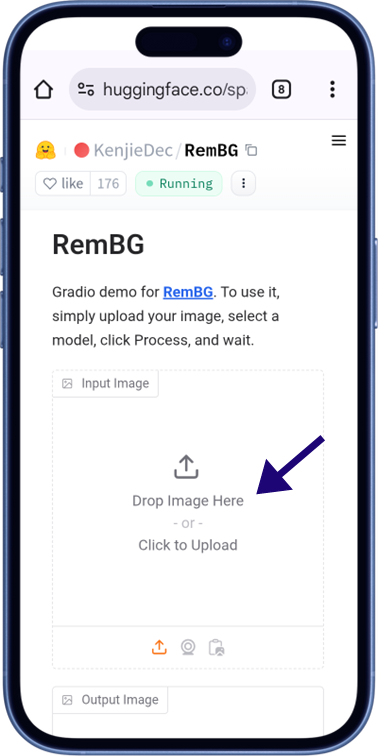 8
huggingface.co/sp
KenjieDec/RemBG
like 176 Running
RemBG
Gradio demo for RemBG. To use it,
simply upload your image, select a
model, click Process, and wait.
Input Image
Drop Image Here
- or -
Click to Upload
Output Image